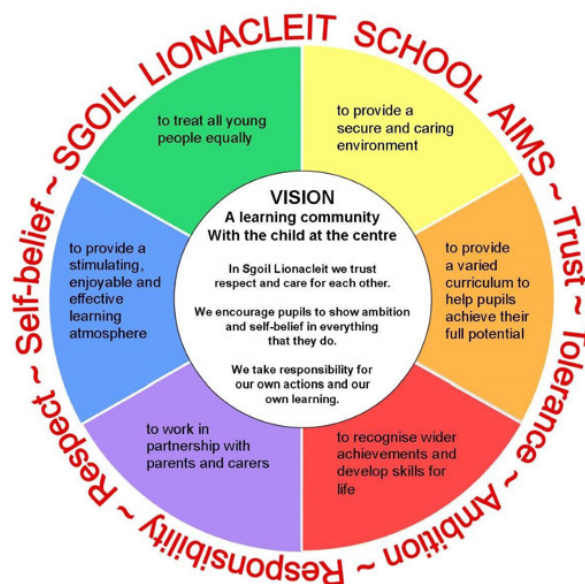 SGOIL LIONACLEIT SCHOOL AIMS ~ Trust ~ Tolerance ~ Ambition ~ Responsibility ~ Respect ~ Self-belief ~
to treat all young
people equally
to provide a
secure and caring
environment
to provide
a varied
curriculum to
help pupils
achieve their
full potential
to recognise wider
achievements and
develop skills for
life
to work in
partnership with
parents and carers
to provide a
stimulating,
enjoyable and
effective
learning
atmosphere
VISION
A learning community
With the child at the centre
In Sgoil Lionacleit we trust
respect and care for each other.
We encourage pupils to show ambition
and self-belief in everything
that they do.
We take responsibility for
our own actions and our
own learning.